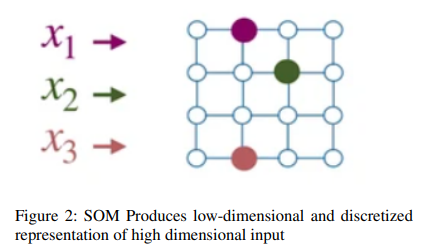 x₁ →
x₂ →
x₃ →
Figure 2: SOM Produces low-dimensional and discretized
representation of high dimensional input